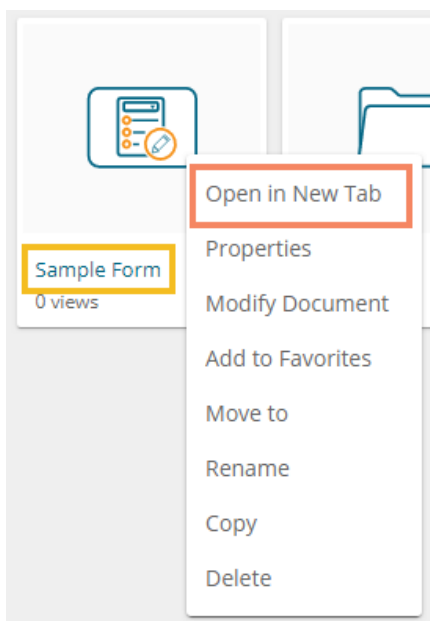 Sample Form
0 views
Open in New Tab
Properties
Modify Document
Add to Favorites
Move to
Rename
Copy
Delete